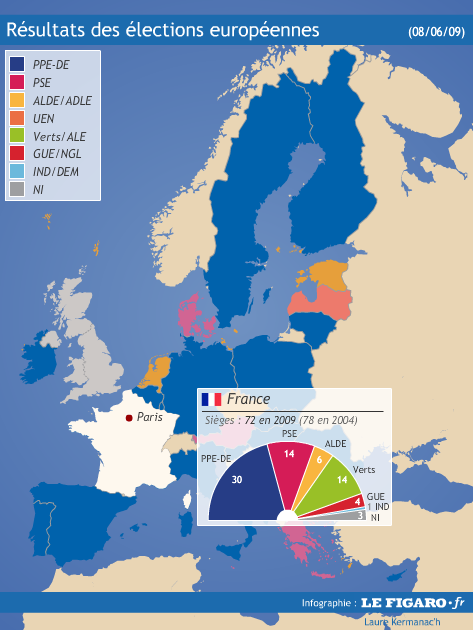 Résultats des élections européennes (08/06/09)
PPE-DE
PSE
ALDE/ADLE
UEN
Verts/ALE
GUE/NGL
IND/DEM
NI
Paris
France
Sièges : 72 en 2009 (78 en 2004)
PSE
ALDE
PPE-DE
Verts
14
6
30
14
GUE
4
1 IND
3 NI
Infographie : LE FIGARO·fr
Laure Kermanac'h